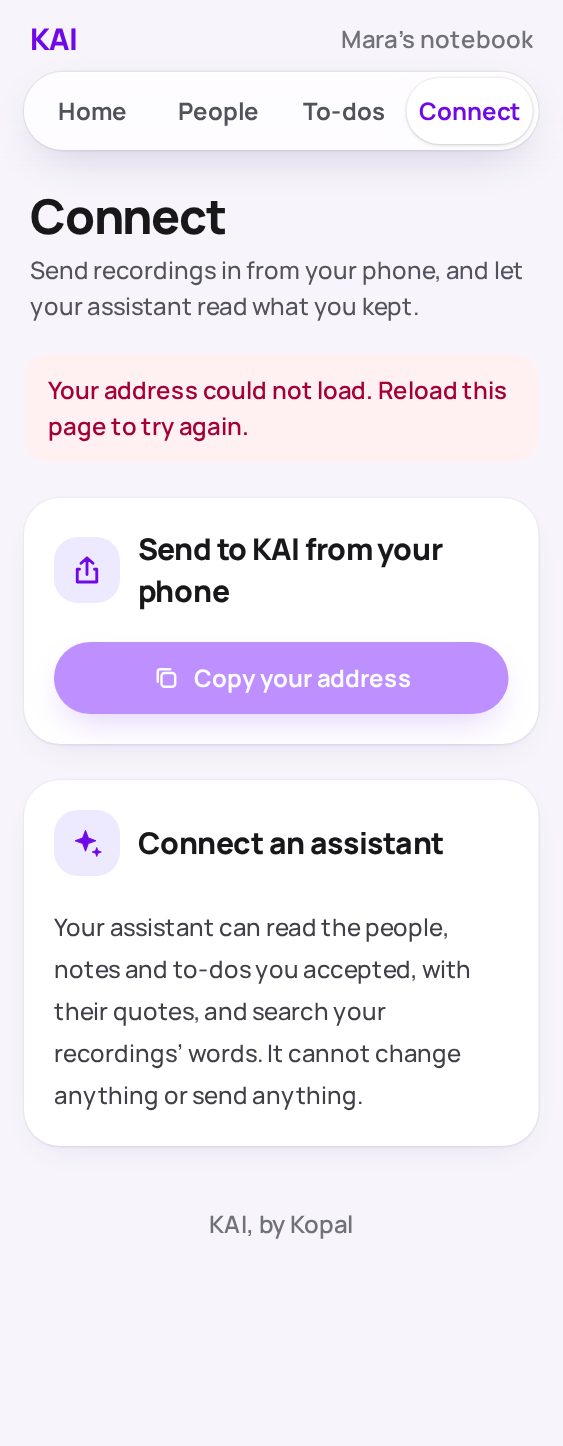 KAI
Mara’s notebook
Home
People
To-dos
Connect
Connect
Send recordings in from your phone, and let
your assistant read what you kept.
Your address could not load. Reload this
page to try again.
Send to KAI from your
phone
Copy your address
Connect an assistant
Your assistant can read the people,
notes and to-dos you accepted, with
their quotes, and search your
recordings’ words. It cannot change
anything or send anything.
KAI, by Kopal